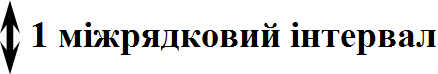 1 міжрядковий інтервал